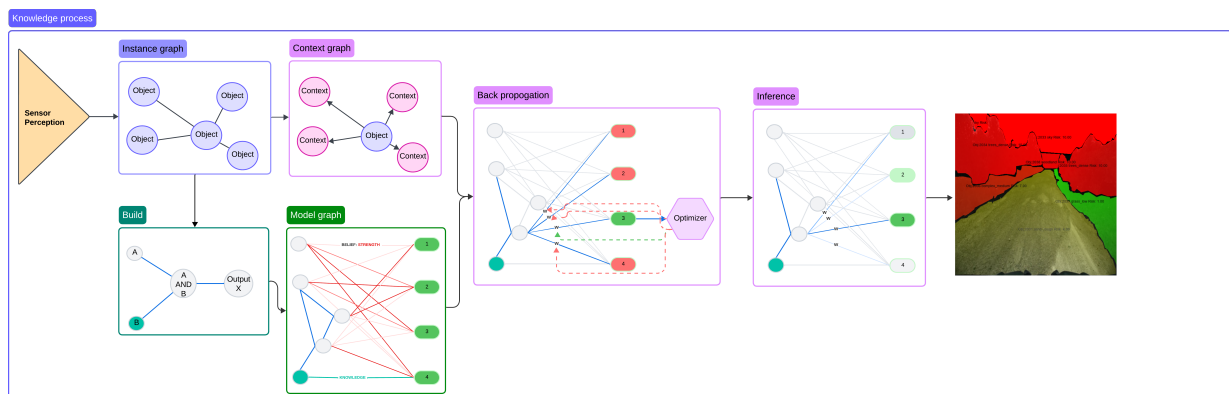 Knowledge process
Instance graph
Context graph
Sensor
Perception
Object
Object
Object
Object
Object
Context
Context
Context
Object
Context
Back propogation
1
2
3
4
W
W
W
W
Optimizer
Inference
1
2
3
4
W
W
W
W
Build
A
A
AND
B
B
Output
X
Model graph
BELIEF: STRENGTH
1
2
3
4
KNOWLEDGE